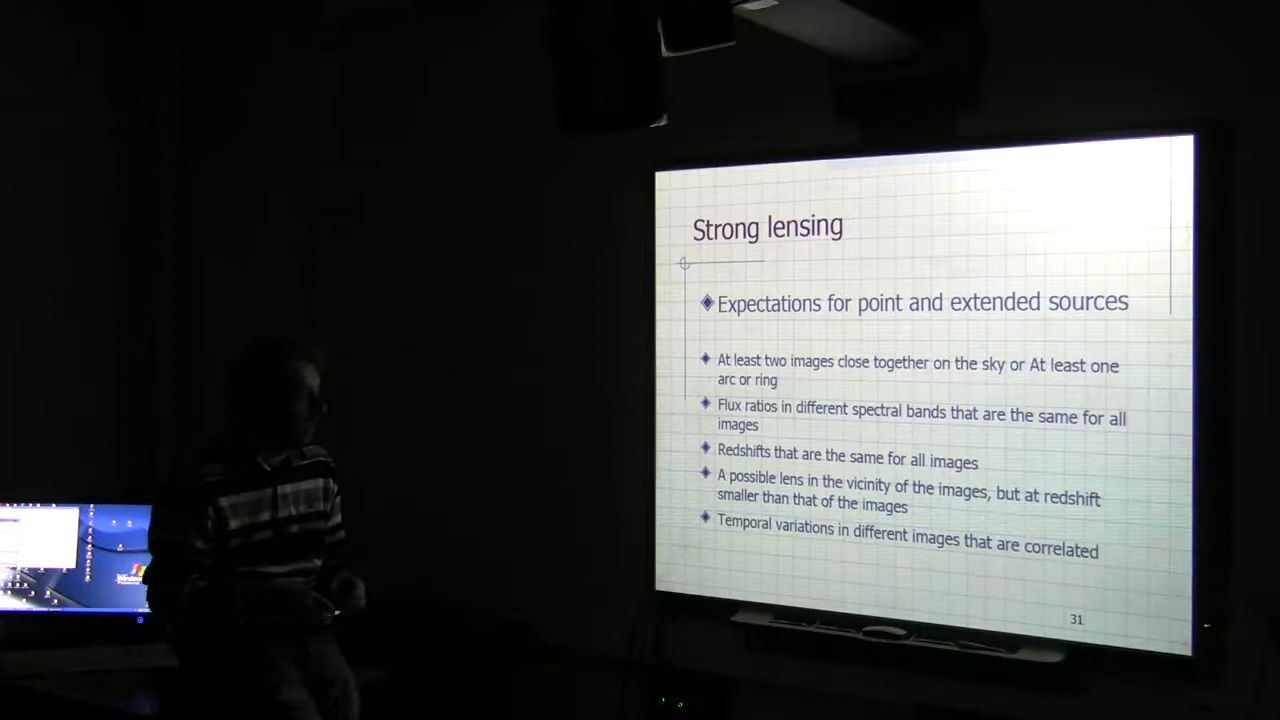 Strong lensing
Expectations for point and extended sources
At least two images close together on the sky or At least one
arc or ring
Flux ratios in different spectral bands that are the same for all
images
Redshifts that are the same for all images
A possible lens in the vicinity of the images, but at redshift
smaller than that of the images
Temporal variations in different images that are correlated
31